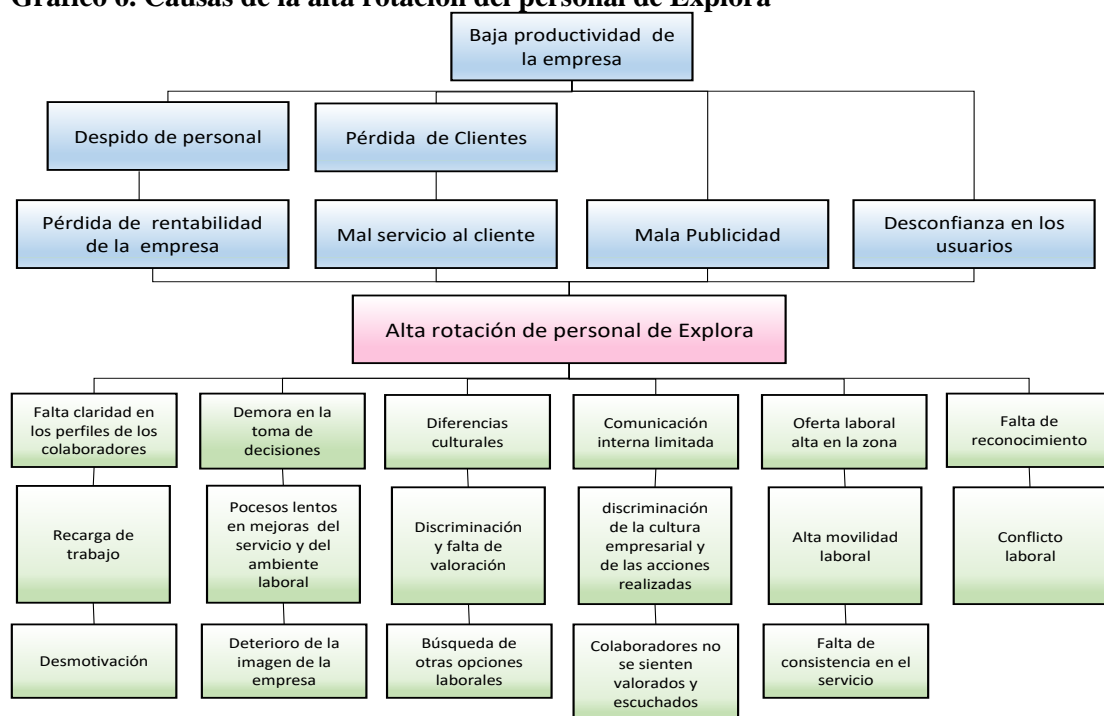 Gráfico 6. Causas de la alta rotación del personal de Explora
Baja productividad de
la empresa
Despido de personal
Pérdida de Clientes
Pérdida de rentabilidad
de la empresa
Mal servicio al cliente
Mala Publicidad
Desconfianza en los
usuarios
Alta rotación de personal de Explora
Falta claridad en
los perfiles de los
colaboradores
Demora en la
toma de
decisiones
Diferencias
culturales
Comunicación
interna limitada
Oferta laboral
alta en la zona
Falta de
reconocimiento
Recarga de
trabajo
Pocesos lentos
en mejoras del
servicio y del
ambiente
laboral
Discriminación
y falta de
valoración
discriminación
de la cultura
empresarial y
de las acciones
realizadas
Alta movilidad
laboral
Conflicto
laboral
Desmotivación
Deterioro de la
imagen de la
empresa
Búsqueda de
otras opciones
laborales
Colaboradores no
se sienten
valorados y
escuchados
Falta de
consistencia en el
servicio